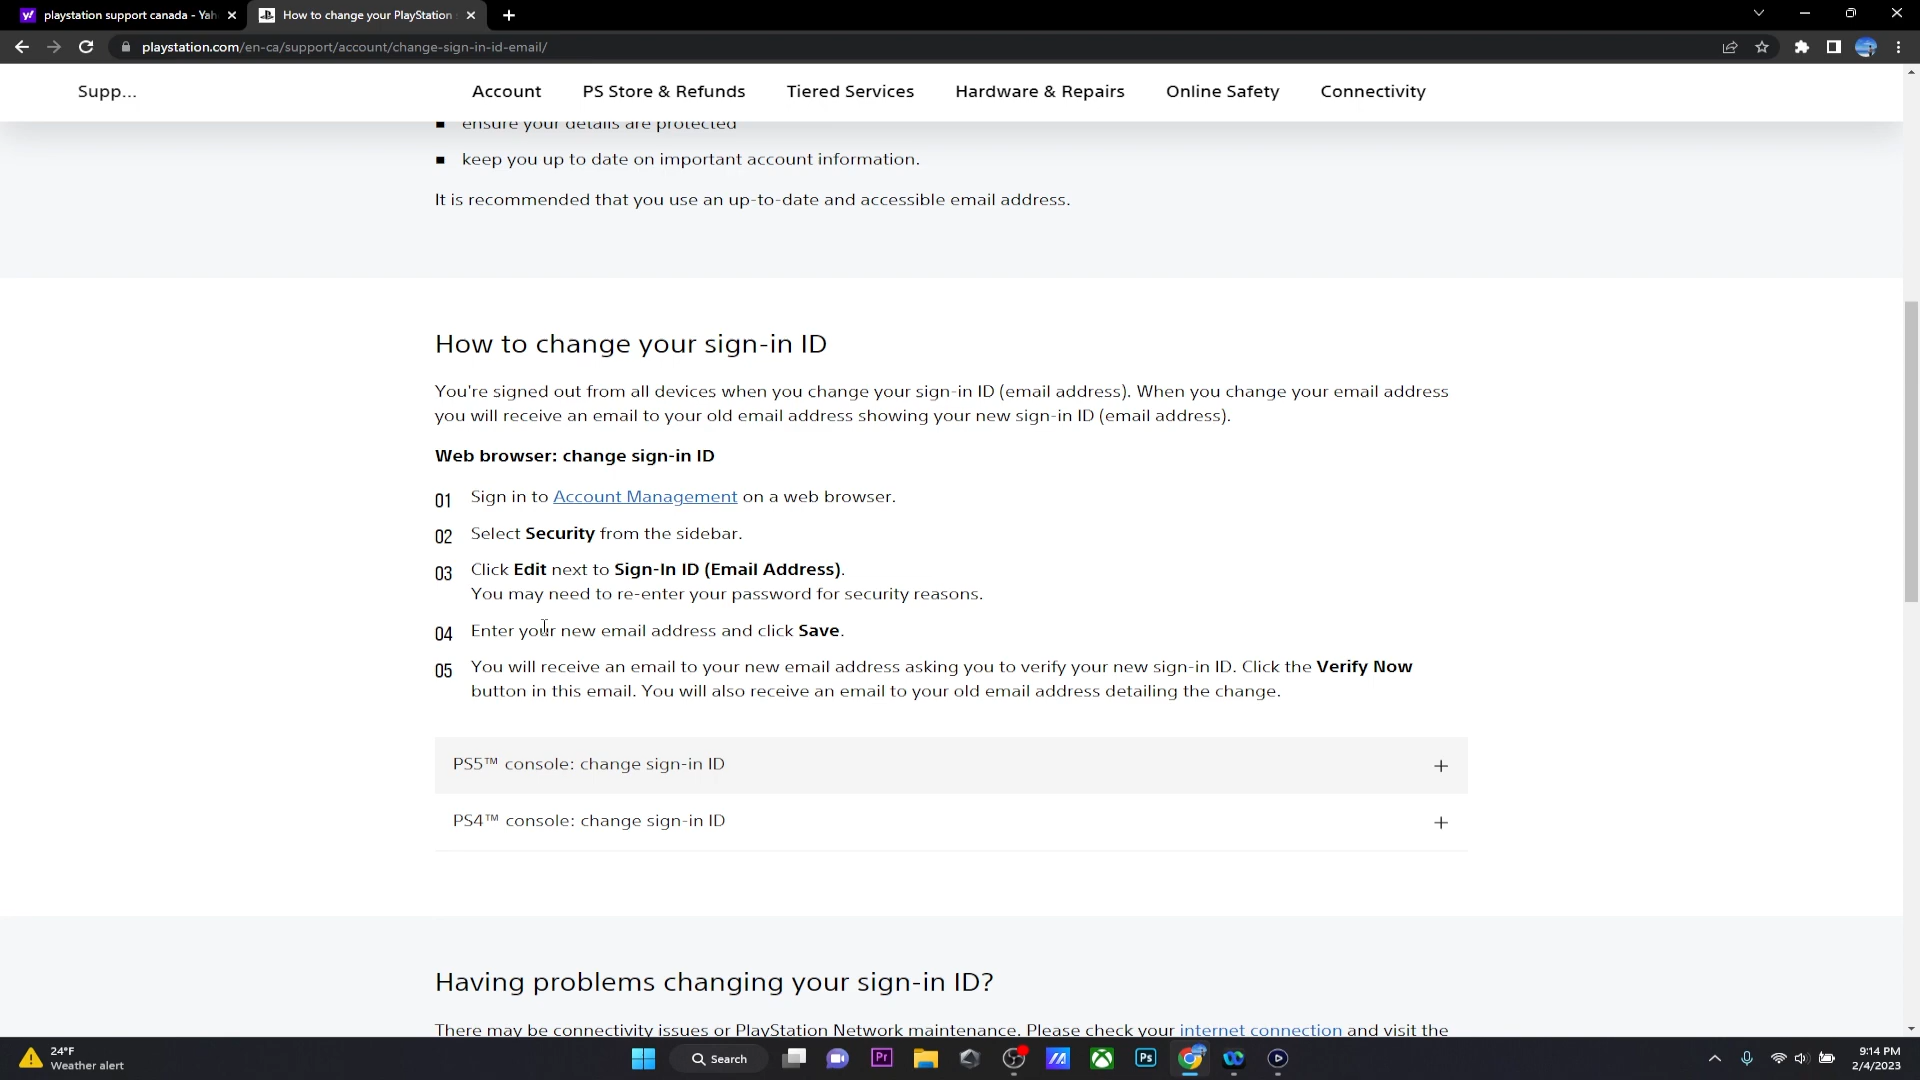 playstation support canada - Yah
How to change your PlayStation
playstation.com/en-ca/support/account/change-sign-in-id-email/
Supp...
Account
PS Store & Refunds
Tiered Services
Hardware & Repairs
Online Safety
Connectivity
ensure your details are protected
keep you up to date on important account information.
It is recommended that you use an up-to-date and accessible email address.
How to change your sign-in ID
You're signed out from all devices when you change your sign-in ID (email address). When you change your email address
you will receive an email to your old email address showing your new sign-in ID (email address).
Web browser: change sign-in ID
01 Sign in to Account Management on a web browser.
02 Select Security from the sidebar.
03 Click Edit next to Sign-In ID (Email Address).
You may need to re-enter your password for security reasons.
04 Enter your new email address and click Save.
05 You will receive an email to your new email address asking you to verify your new sign-in ID. Click the Verify Now
button in this email. You will also receive an email to your old email address detailing the change.
PS5™ console: change sign-in ID
PS4™ console: change sign-in ID
Having problems changing your sign-in ID?
There may be connectivity issues or PlayStation Network maintenance. Please check your internet connection and visit the
24°F
Weather alert
Search
Pr
Ps
9:14 PM
2/4/2023